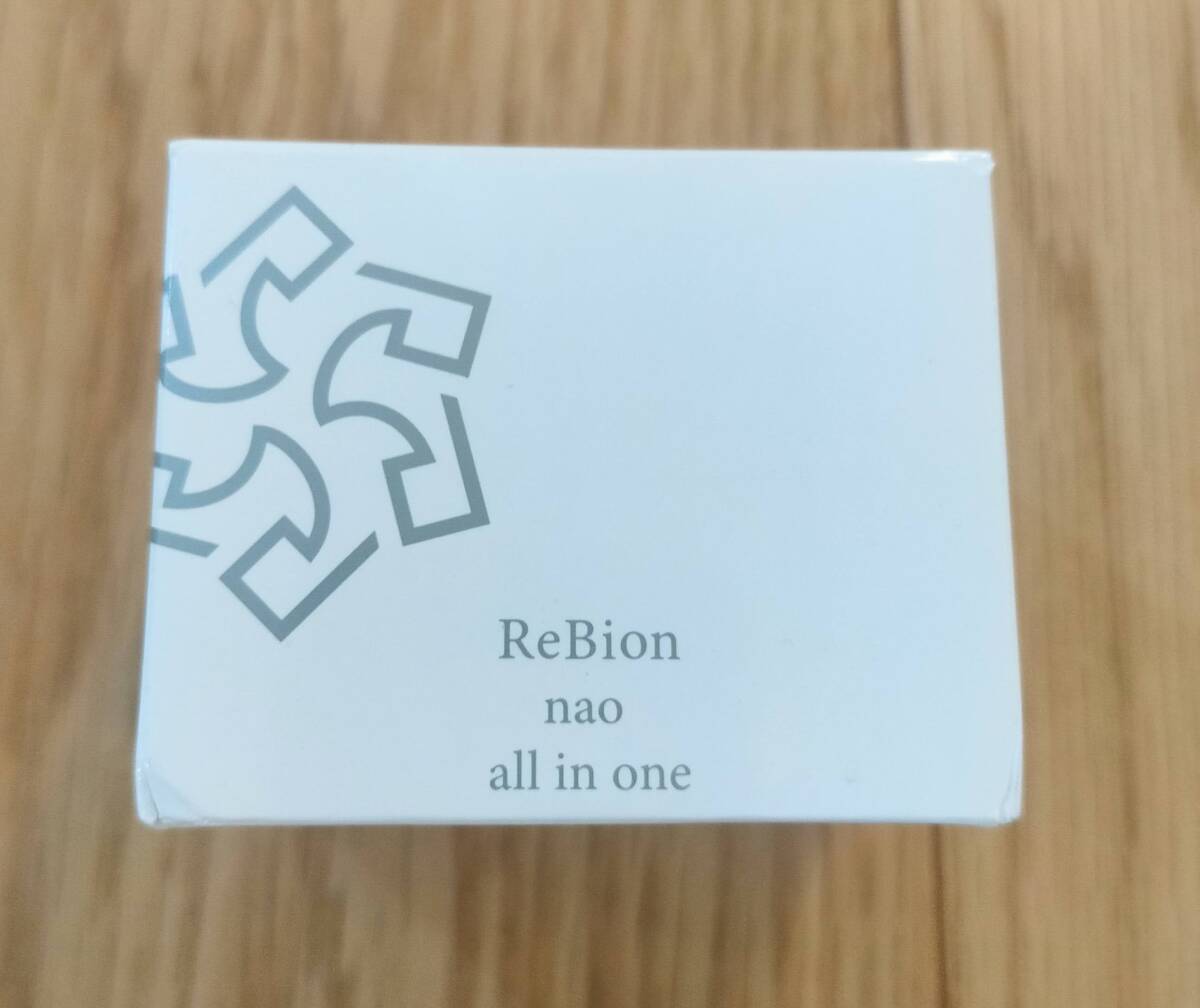 ReBion
nao
all in one